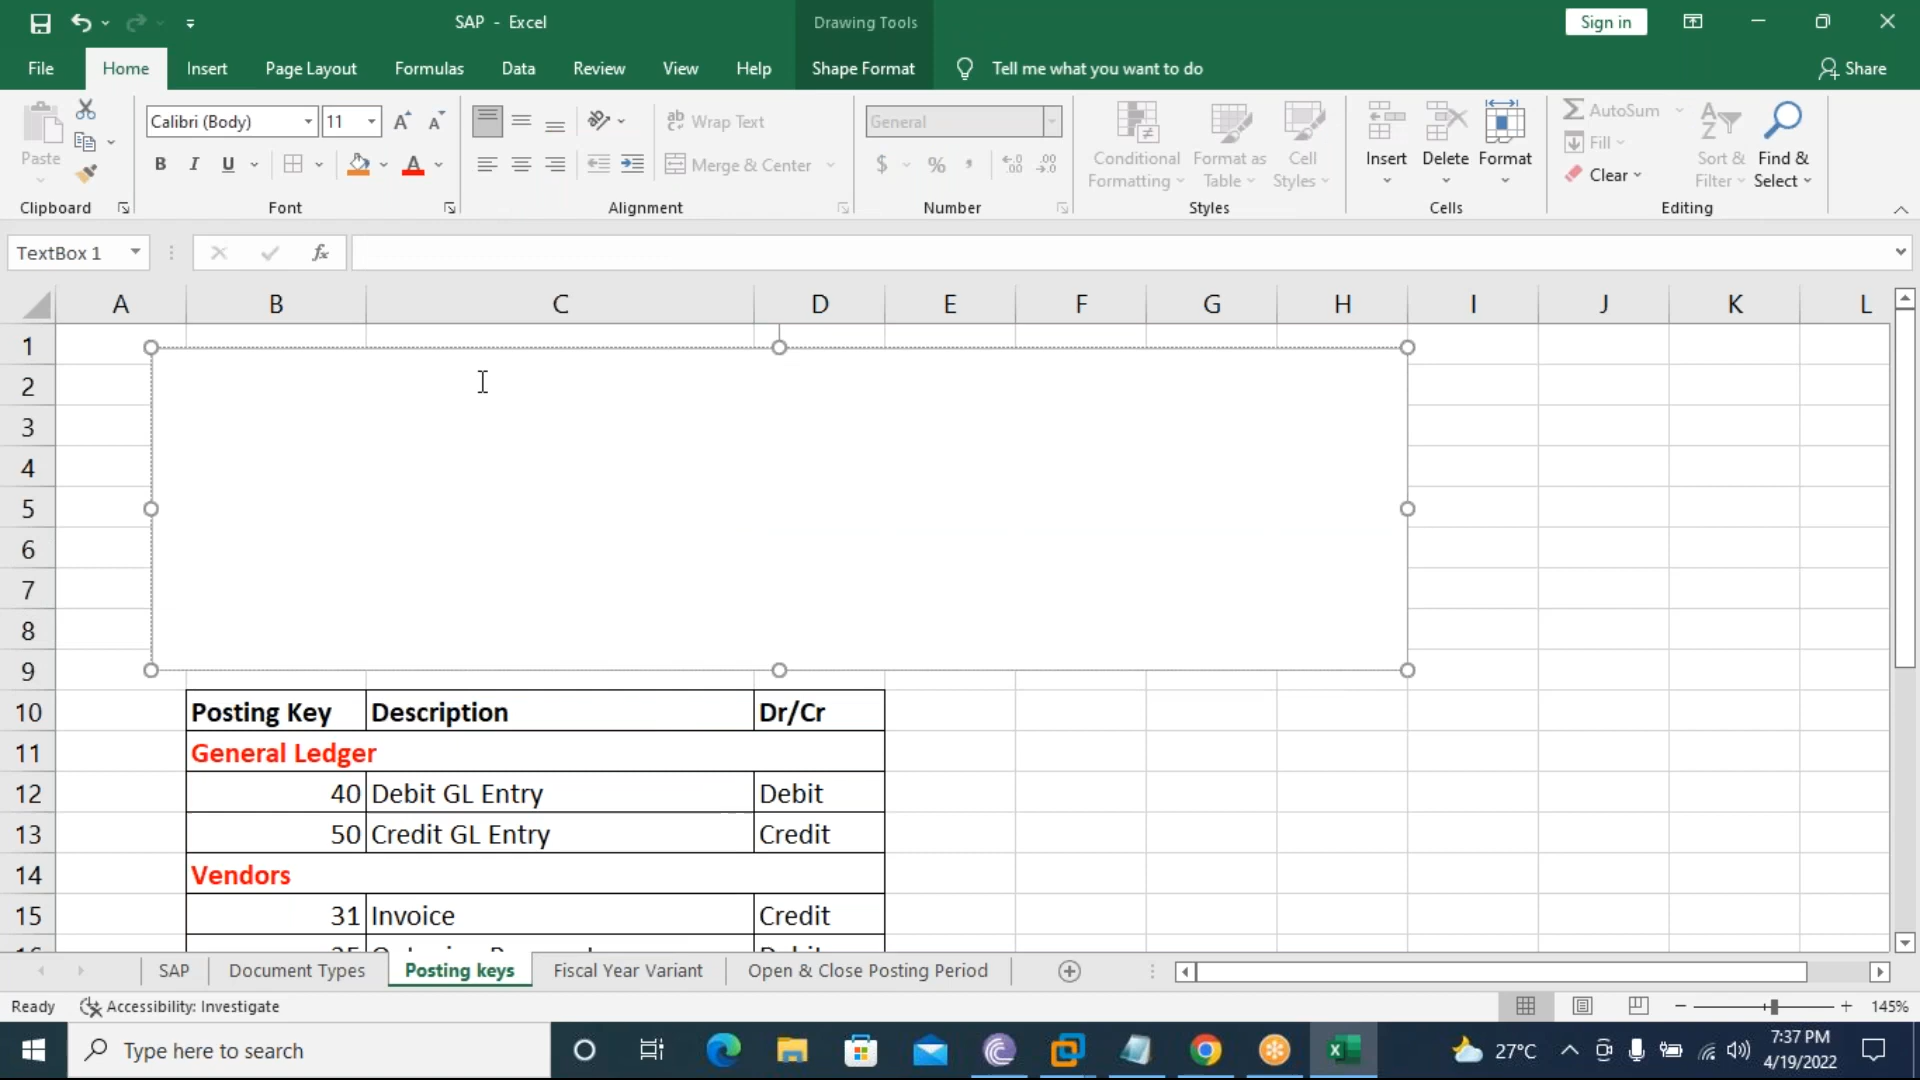 SAP - Excel
Drawing Tools
Sign in
File
Home
Insert
Page Layout
Formulas
Data
Review
View
Help
Shape Format
Tell me what you want to do
Share
Paste
Calibri (Body)
11
Wrap Text
Merge & Center
General
Conditional Formatting
Format as Table
Cell Styles
Insert
Delete
Format
AutoSum
Fill
Clear
Sort & Filter
Find & Select
Clipboard
Font
Alignment
Number
Styles
Cells
Editing
TextBox 1
fx
A B C D E F G H I J K L
1
2
3
4
5
6
7
8
9
10 Posting Key Description Dr/Cr
11 General Ledger
12 40 Debit GL Entry Debit
13 50 Credit GL Entry Credit
14 Vendors
15 31 Invoice Credit
SAP
Document Types
Posting keys
Fiscal Year Variant
Open & Close Posting Period
Ready
Accessibility: Investigate
145%
Type here to search
27°C
7:37 PM
4/19/2022